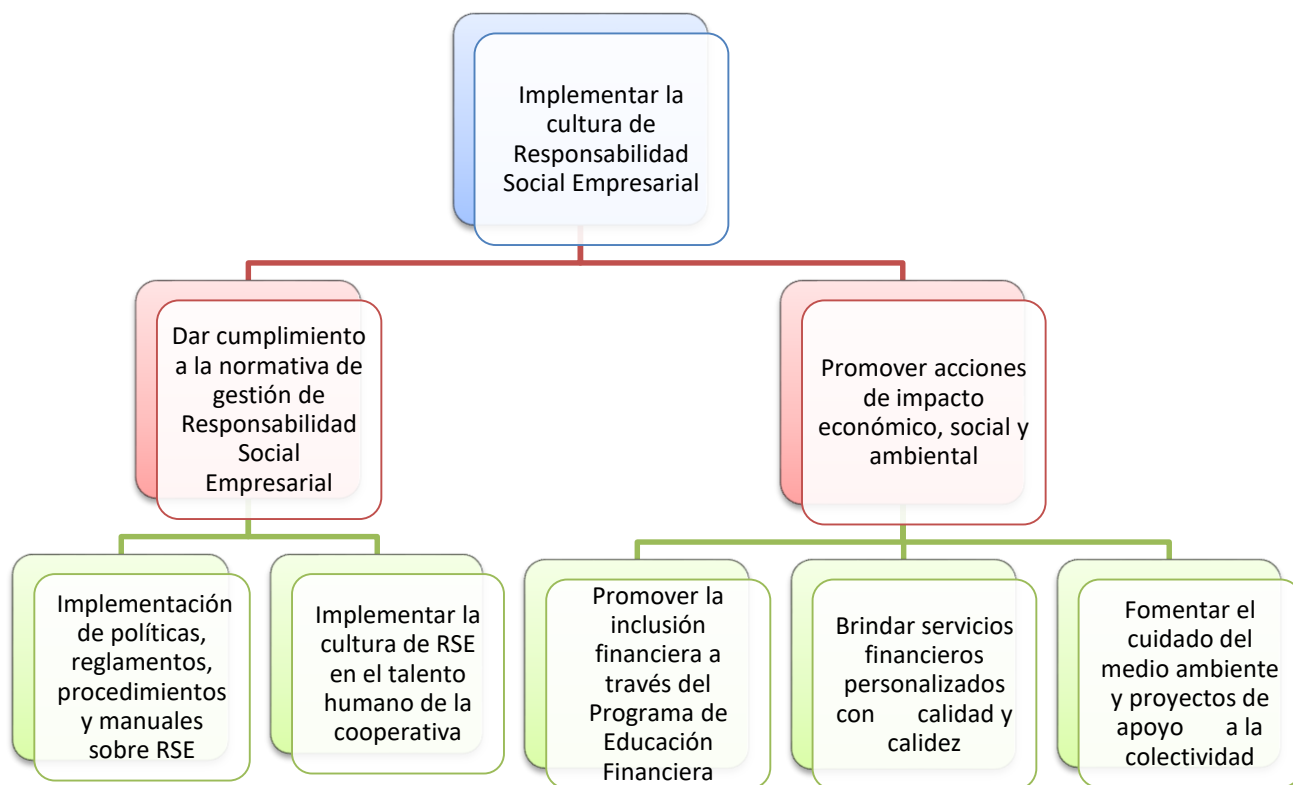 Implementar la
cultura de
Responsabilidad
Social Empresarial
Dar cumplimiento
a la normativa de
gestión de
Responsabilidad
Social
Empresarial
Promover acciones
de impacto
económico, social y
ambiental
Implementación
de políticas,
reglamentos,
procedimientos
y manuales
sobre RSE
Implementar la
cultura de RSE
en el talento
humano de la
cooperativa
Promover la
inclusión
financiera a
través del
Programa de
Educación
Financiera
Brindar servicios
financieros
personalizados
con calidad y
calidez
Fomentar el
cuidado del
medio ambiente
y proyectos de
apoyo a la
colectividad